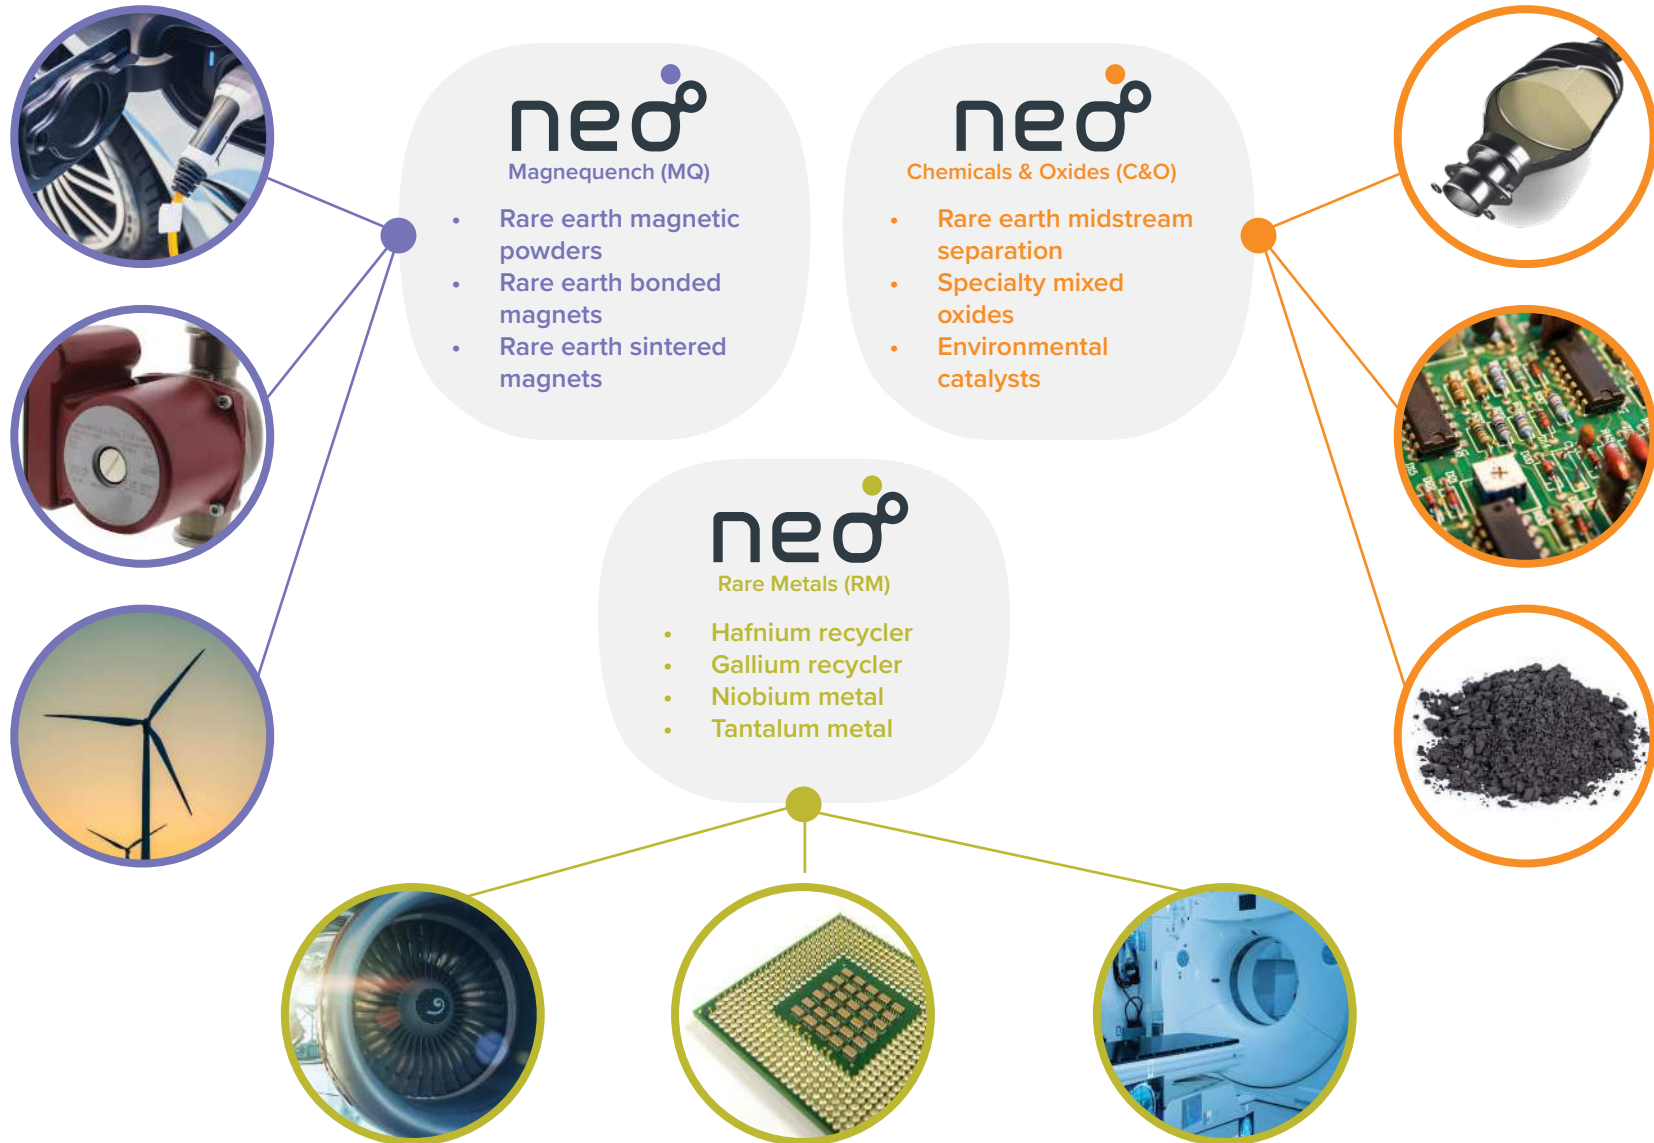 neo
Magnequench (MQ)
• Rare earth magnetic
powders
• Rare earth bonded
magnets
• Rare earth sintered
magnets
neo
Chemicals & Oxides (C&O)
• Rare earth midstream
separation
• Specialty mixed
oxides
• Environmental
catalysts
neo
Rare Metals (RM)
• Hafnium recycler
• Gallium recycler
• Niobium metal
• Tantalum metal